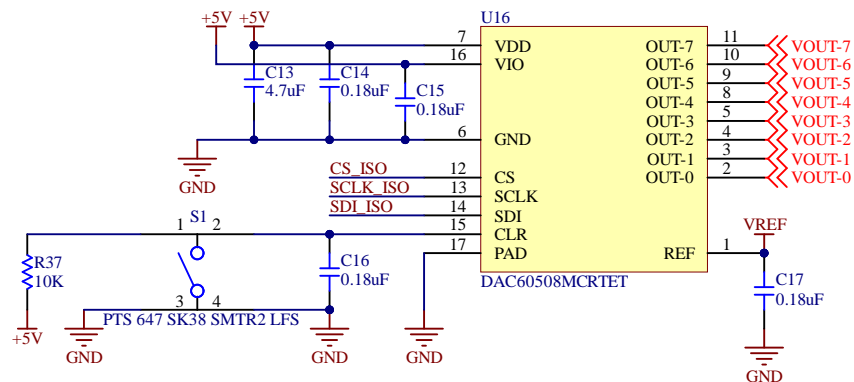 U16
+5V +5V
7 VDD OUT-7 11 VOUT-7
16 VIO OUT-6 10 VOUT-6
C13 C14 OUT-5 9 VOUT-5
4.7uF 0.18uF C15 OUT-4 8 VOUT-4
0.18uF OUT-3 5 VOUT-3
6 GND OUT-2 4 VOUT-2
OUT-1 3 VOUT-1
CS_ISO 12 CS OUT-0 2 VOUT-0
GND
SCLK_ISO 13 SCLK
SDI_ISO 14 SDI
S1
1 2 15 CLR VREF
17 PAD REF 1
R37 C16
10K 0.18uF DAC60508MCRTET C17
0.18uF
3 4
PTS 647 SK38 SMTR2 LFS
+5V
GND GND GND GND